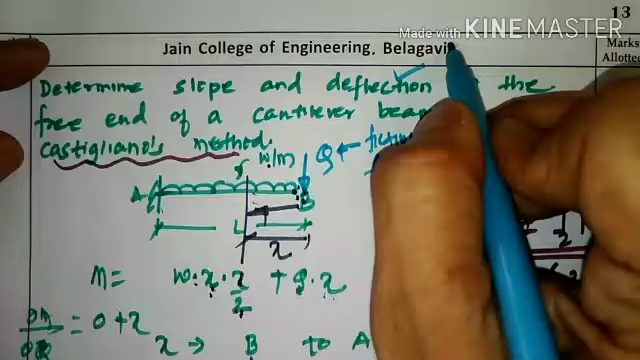 13
Made with KINEMASTER
Jain College of Engineering, Belagavi
Marks
Allotted
Determine slope and deflection the
free end of a cantilever beam
Castigliano's method.
w/m
Q ←
A B
L
x
M = w·x·x/2 + Q·x
= 0+x
x → B to A